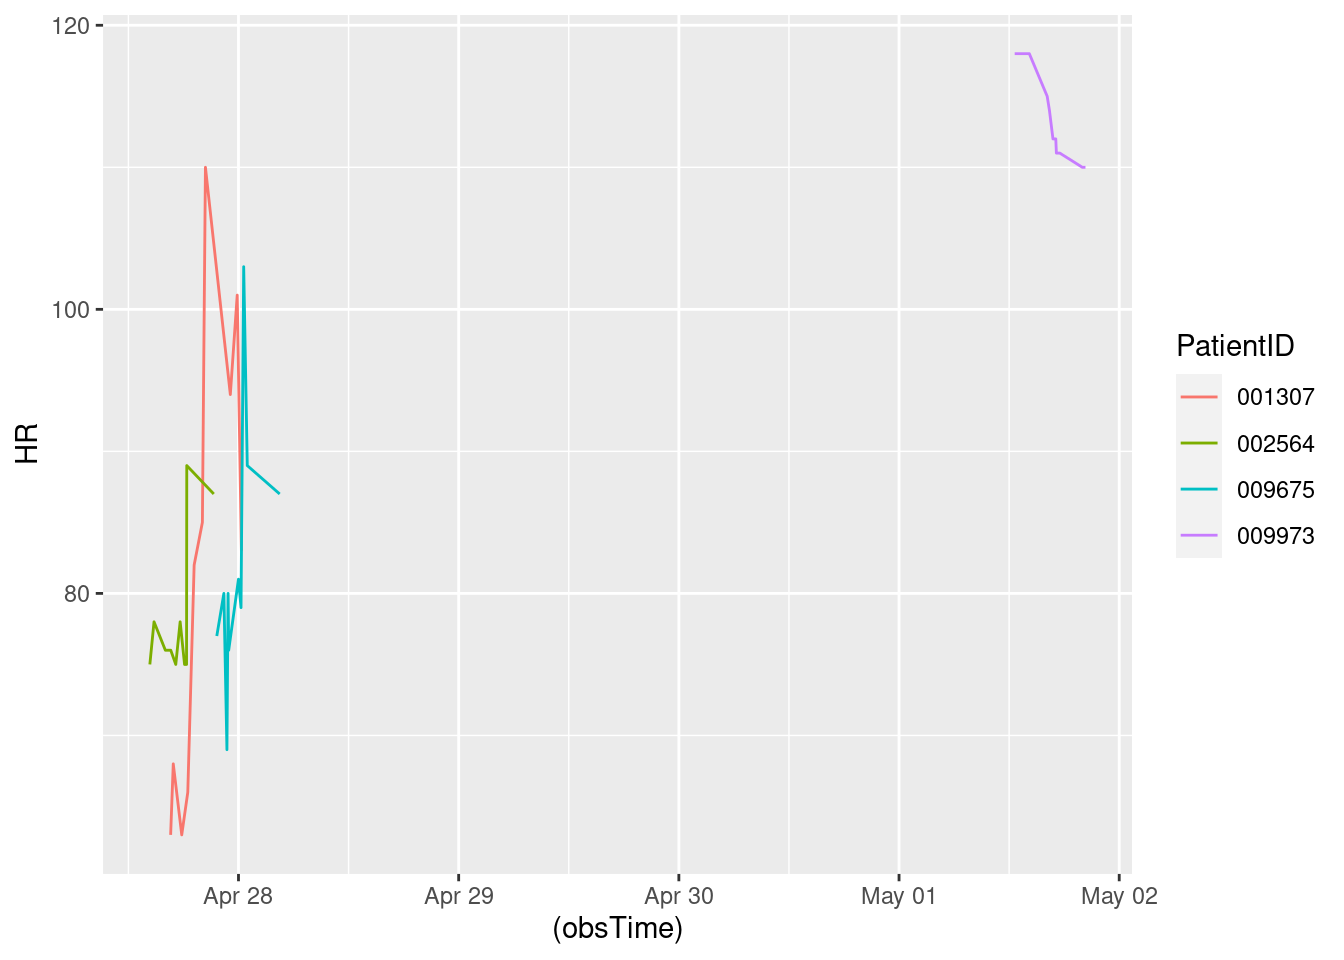 120
100
80
HR
Apr 28
Apr 29
Apr 30
May 01
May 02
(obsTime)
PatientID
001307
002564
009675
009973